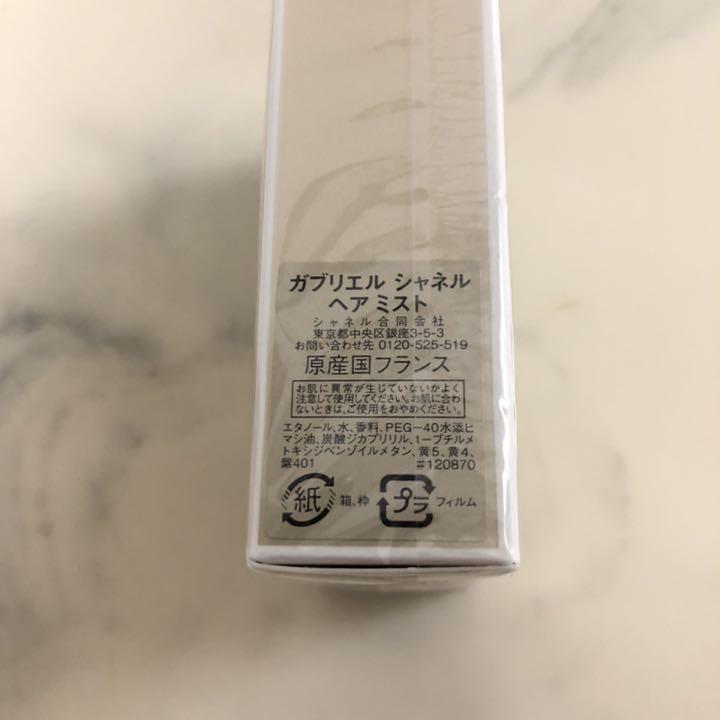 ガブリエル シャネル
ヘア ミスト
シャネル合同会社
東京都中央区銀座3-5-3
お問い合わせ先 0120-525-519
原産国フランス
お肌に異常が生じていないかよく
注意して使用してください。お肌に合わ
ないときは、ご使用をおやめください。
エタノール、水、香料、PEG-40水添ヒ
マシ油、炭酸ジカプリリル、t-ブチルメ
トキシジベンゾイルメタン、黄5、黄4、
紫401 #120870
紙 箱、枠 プラ フィルム